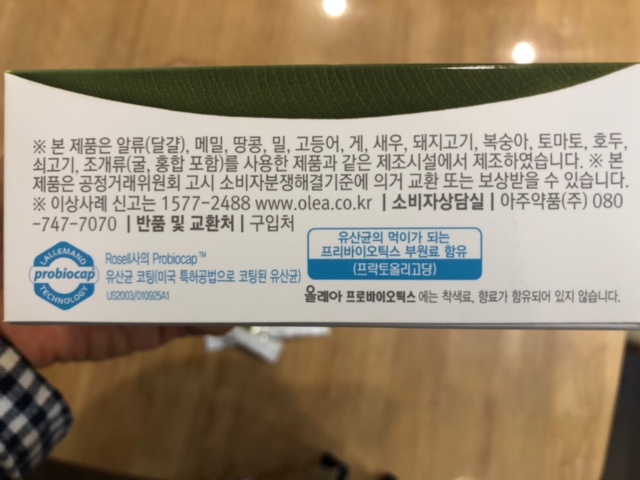 ※ 본 제품은 알류(달걀), 메밀, 땅콩, 밀, 고등어, 게, 새우, 돼지고기, 복숭아, 토마토, 호두,
쇠고기, 조개류(굴, 홍합 포함)를 사용한 제품과 같은 제조시설에서 제조하였습니다. ※ 본
제품은 공정거래위원회 고시 소비자분쟁해결기준에 의거 교환 또는 보상받을 수 있습니다.
※ 이상사례 신고는 1577-2488 www.olea.co.kr | 소비자상담실 | 아주약품(주) 080
-747-7070 | 반품 및 교환처 | 구입처
LALLEMAND
probiocap
TECHNOLOGY
Rosell사의 Probiocap™
유산균 코팅(미국 특허공법으로 코팅된 유산균)
US2003/010925A1
유산균의 먹이가 되는
프리바이오틱스 부원료 함유
(프락토올리고당)
올레아 프로바이오틱스 에는 착색료, 향료가 함유되어 있지 않습니다.